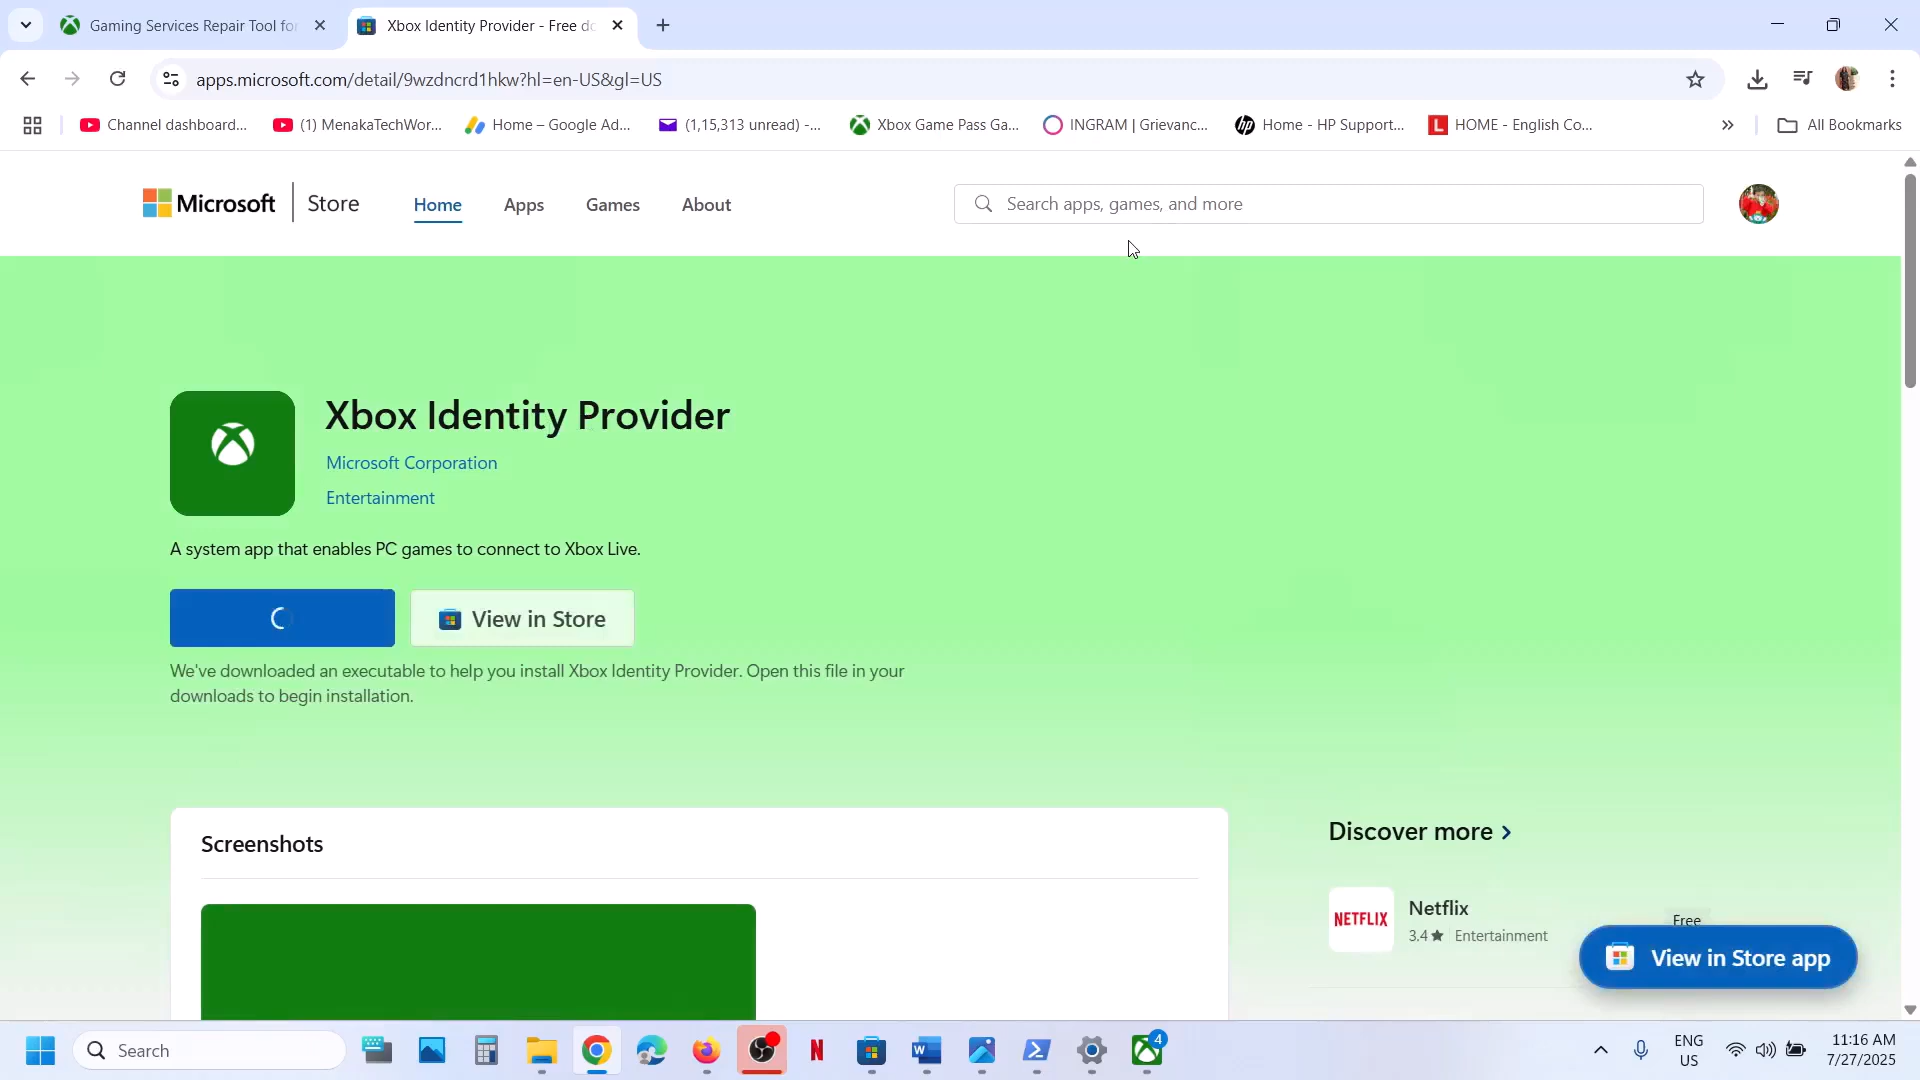 Gaming Services Repair Tool for
Xbox Identity Provider - Free do
apps.microsoft.com/detail/9wzdncrd1hkw?hl=en-US&gl=US
Channel dashboard...
(1) MenakaTechWor...
Home – Google Ad...
(1,15,313 unread) -...
Xbox Game Pass Ga...
INGRAM | Grievanc...
Home - HP Support...
HOME - English Co...
All Bookmarks
Microsoft
Store
Home
Apps
Games
About
Search apps, games, and more
Xbox Identity Provider
Microsoft Corporation
Entertainment
A system app that enables PC games to connect to Xbox Live.
View in Store
We've downloaded an executable to help you install Xbox Identity Provider. Open this file in your
downloads to begin installation.
Screenshots
Discover more
NETFLIX
Netflix
3.4★ Entertainment
Free
View in Store app
Search
4
ENG
US
11:16 AM
7/27/2025